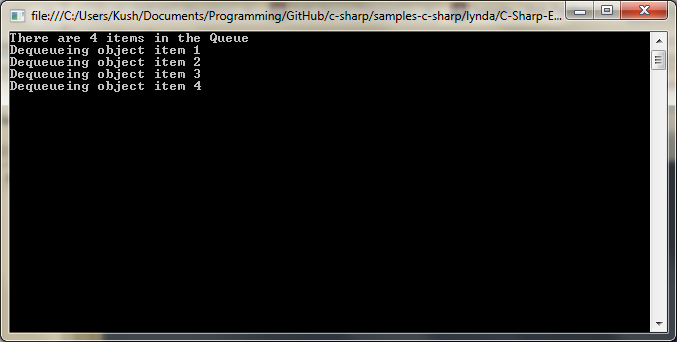 file:///C:/Users/Kush/Documents/Programming/GitHub/c-sharp/samples-c-sharp/lynda/C-Sharp-E...
There are 4 items in the Queue
Dequeueing object item 1
Dequeueing object item 2
Dequeueing object item 3
Dequeueing object item 4